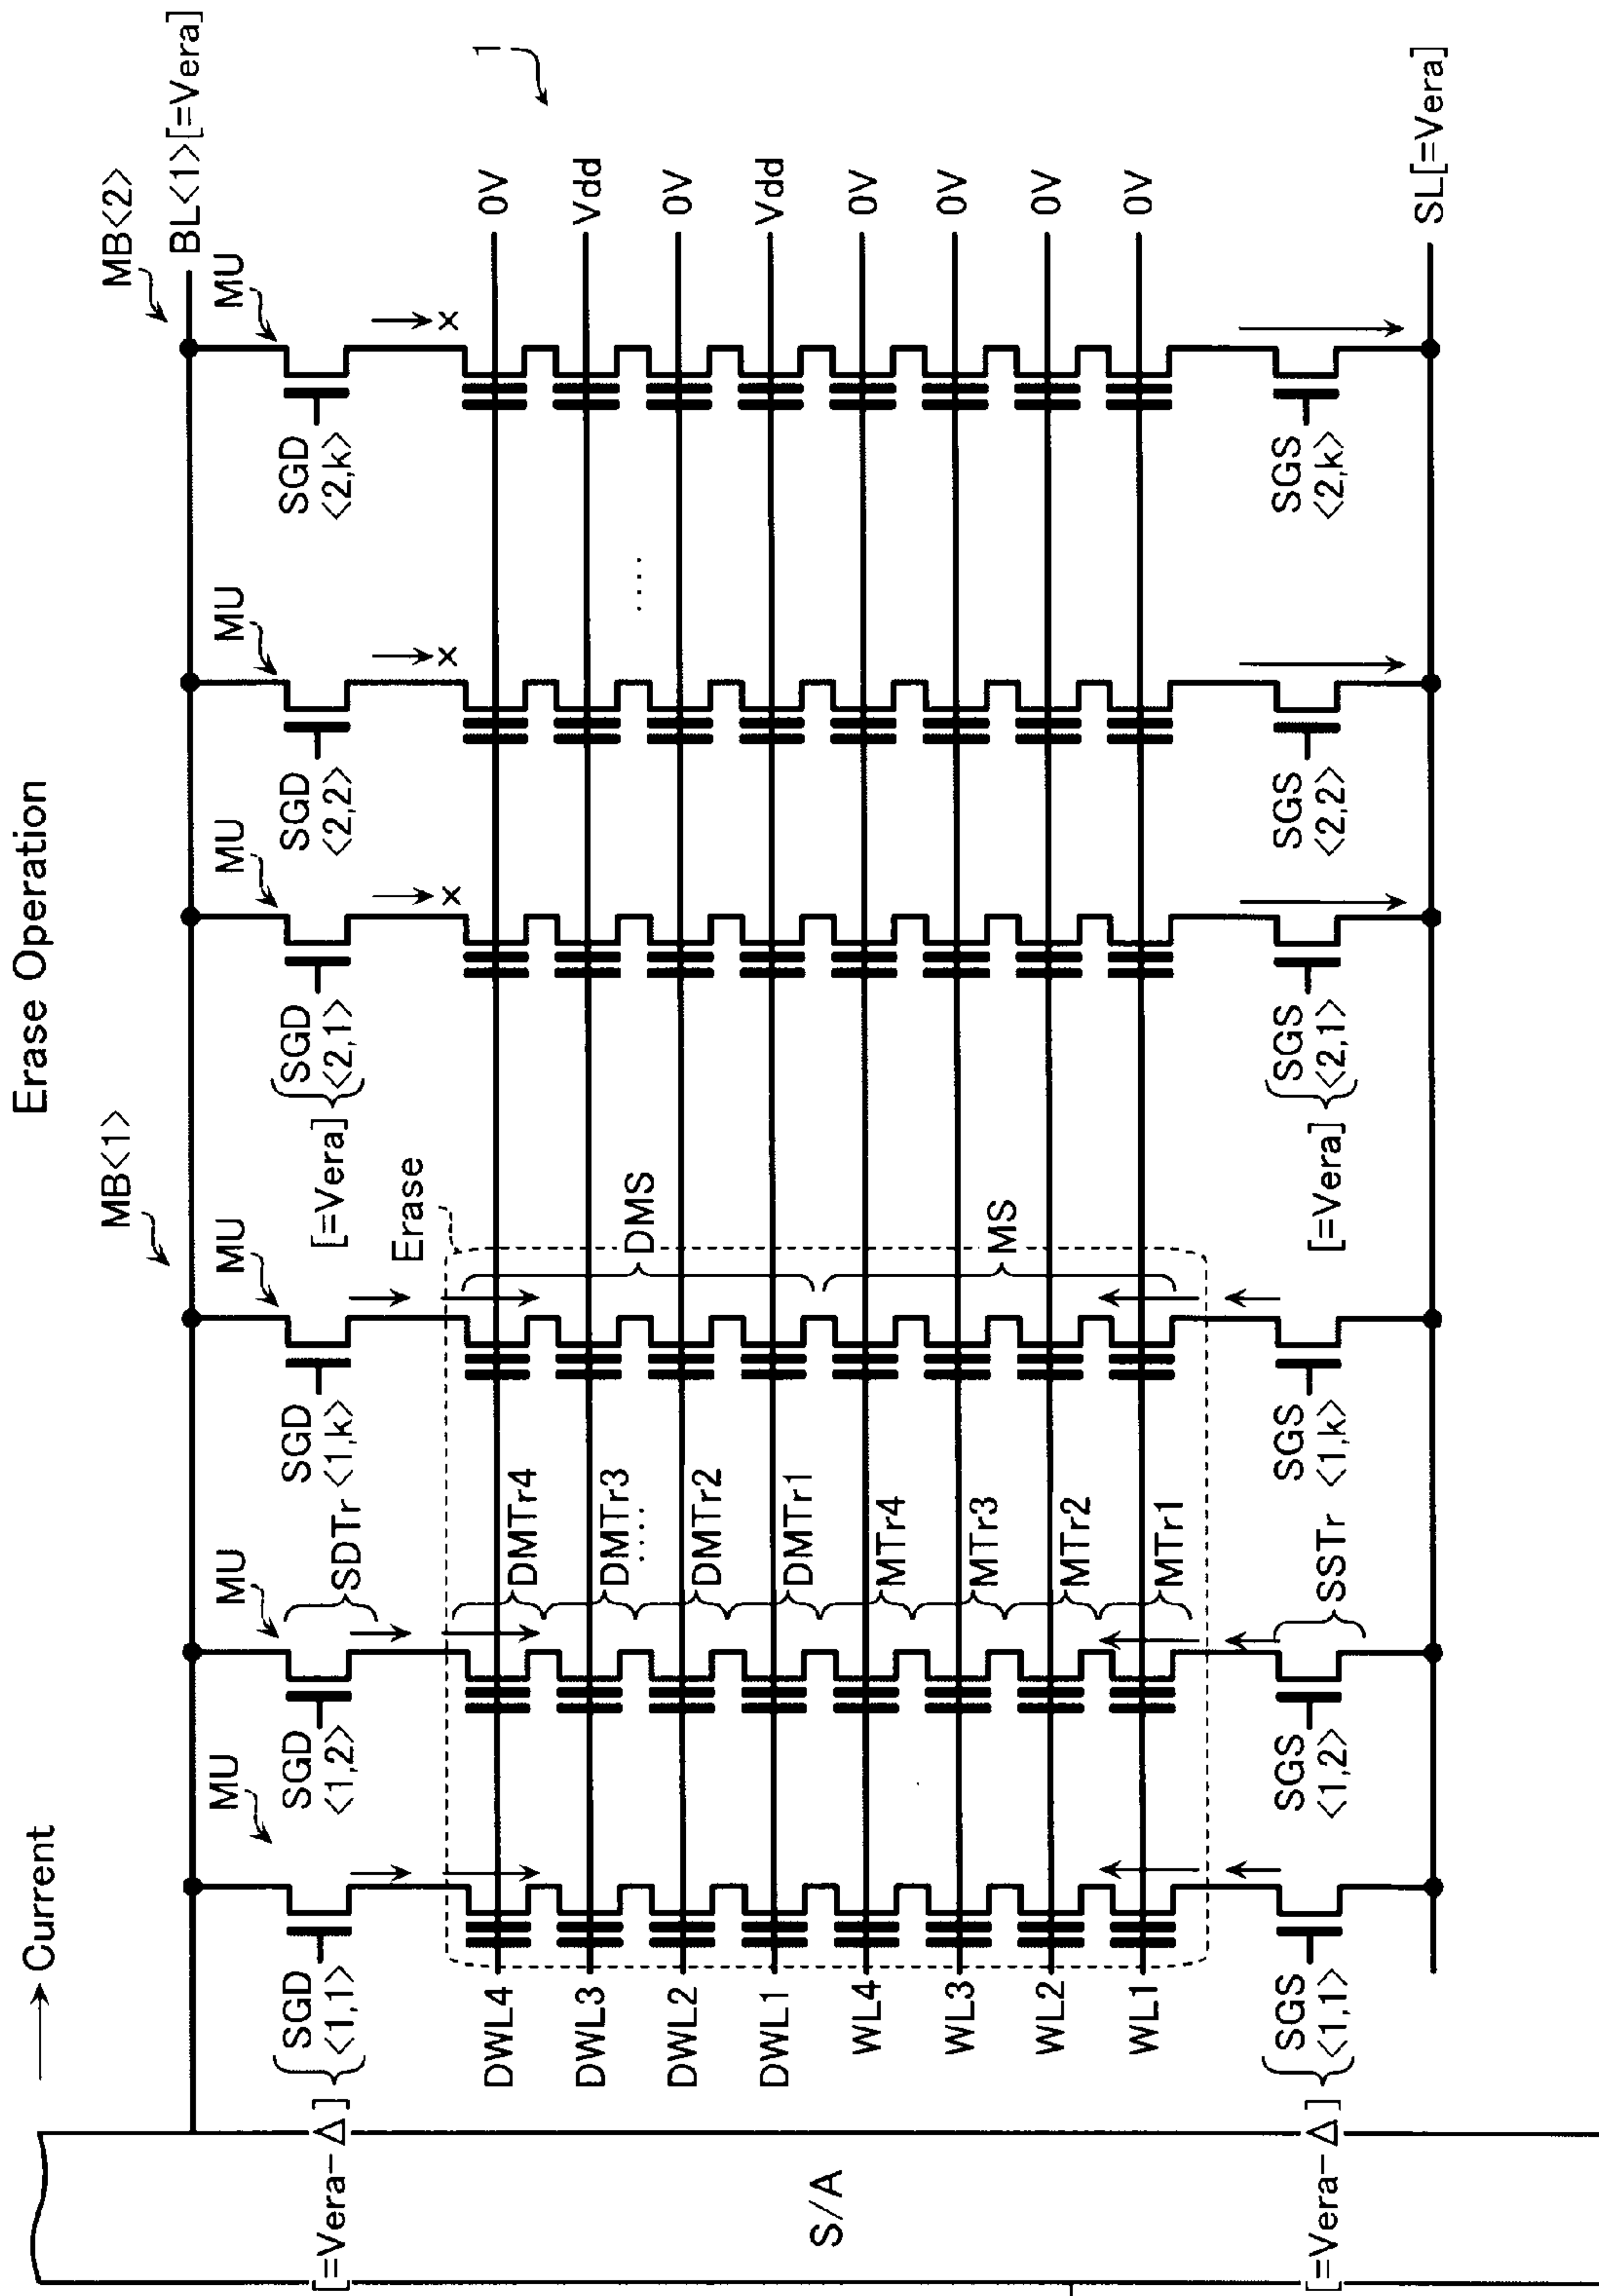 Erase Operation
→ Current
MB<1>
MB<2>
BL<1>[=Vera]
1
MU
MU
MU
MU
MU
MU
[=Vera-Δ]
SGD
<1,1>
SGD
<1,2>
SDTr
SGD
<1,k>
[=Vera]
SGD
<2,1>
SGD
<2,2>
SGD
<2,k>
Erase
DWL4
DMTr4
×
×
×
0V
DWL3
DMTr3
Vdd
....
....
DMS
DWL2
DMTr2
0V
DWL1
DMTr1
Vdd
S/A
WL4
MTr4
0V
WL3
MTr3
0V
MS
WL2
MTr2
0V
WL1
MTr1
0V
[=Vera-Δ]
SGS
<1,1>
SGS
<1,2>
SSTr
SGS
<1,k>
[=Vera]
SGS
<2,1>
SGS
<2,2>
SGS
<2,k>
SL[=Vera]